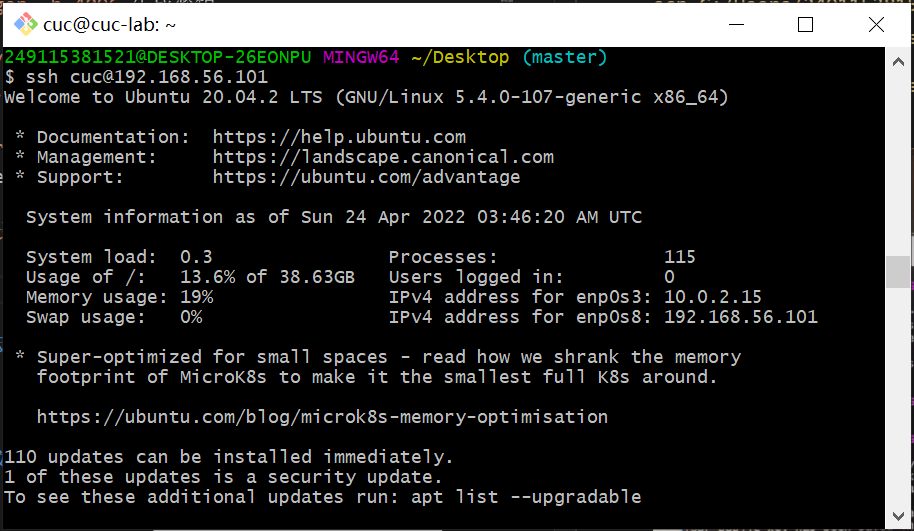 cuc@cuc-lab: ~
249115381521@DESKTOP-26EONPU MINGW64 ~/Desktop (master)
$ ssh cuc@192.168.56.101
Welcome to Ubuntu 20.04.2 LTS (GNU/Linux 5.4.0-107-generic x86_64)
* Documentation:  https://help.ubuntu.com
* Management:     https://landscape.canonical.com
* Support:        https://ubuntu.com/advantage
System information as of Sun 24 Apr 2022 03:46:20 AM UTC
System load:  0.3                Processes:               115
Usage of /:   13.6% of 38.63GB   Users logged in:         0
Memory usage: 19%                IPv4 address for enp0s3: 10.0.2.15
Swap usage:   0%                 IPv4 address for enp0s8: 192.168.56.101
* Super-optimized for small spaces - read how we shrank the memory
footprint of MicroK8s to make it the smallest full K8s around.
https://ubuntu.com/blog/microk8s-memory-optimisation
110 updates can be installed immediately.
1 of these updates is a security update.
To see these additional updates run: apt list --upgradable